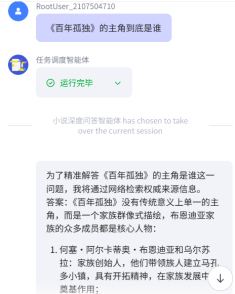 RootUser_2107504710
《百年孤独》的主角到底是谁
任务调度智能体
运行完毕
小说深度问答智能体 has chosen to take
over the current session
为了精准解答《百年孤独》的主角是谁这一
问题，我将通过网络检索权威来源信息。
答案:《百年孤独》没有传统意义上单一的主
角，而是一个家族群像式描绘，布恩迪亚家
族的众多成员都是核心人物：
1. 何塞·阿尔卡蒂奥·布恩迪亚和乌尔苏
拉：家族创始人，他们带领族人建立马孔
多小镇，具有开拓精神，在家族发展中
奠基作用；